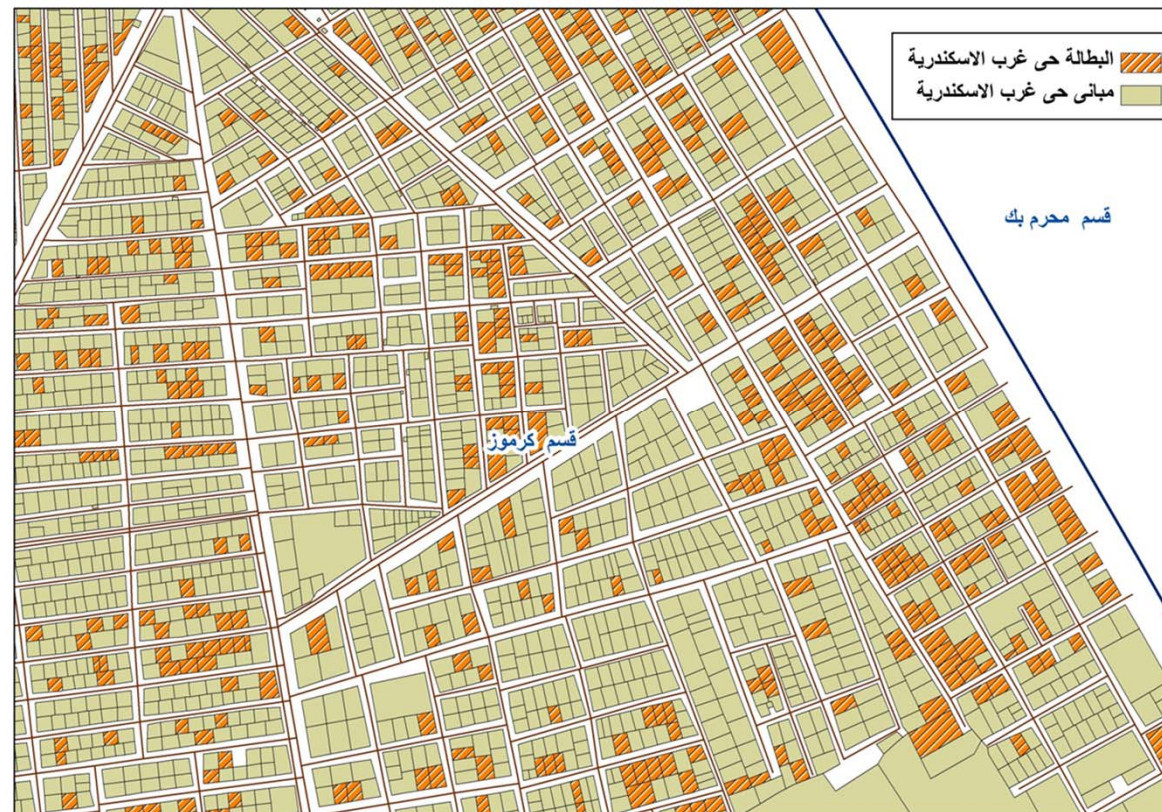 البطالة حى غرب الاسكندرية
مبانى حى غرب الاسكندرية
قسم محرم بك
قسم كرموز